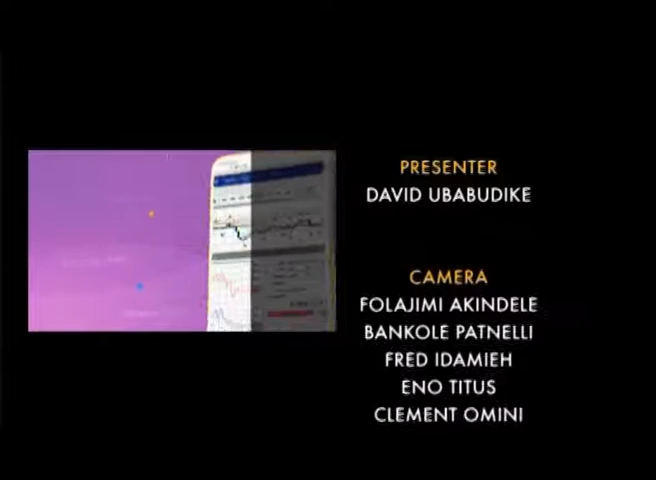 PRESENTER
DAVID UBABUDIKE
CAMERA
FOLAJIMI AKINDELE
BANKOLE PATNELLI
FRED IDAMIEH
ENO TITUS
CLEMENT OMINI